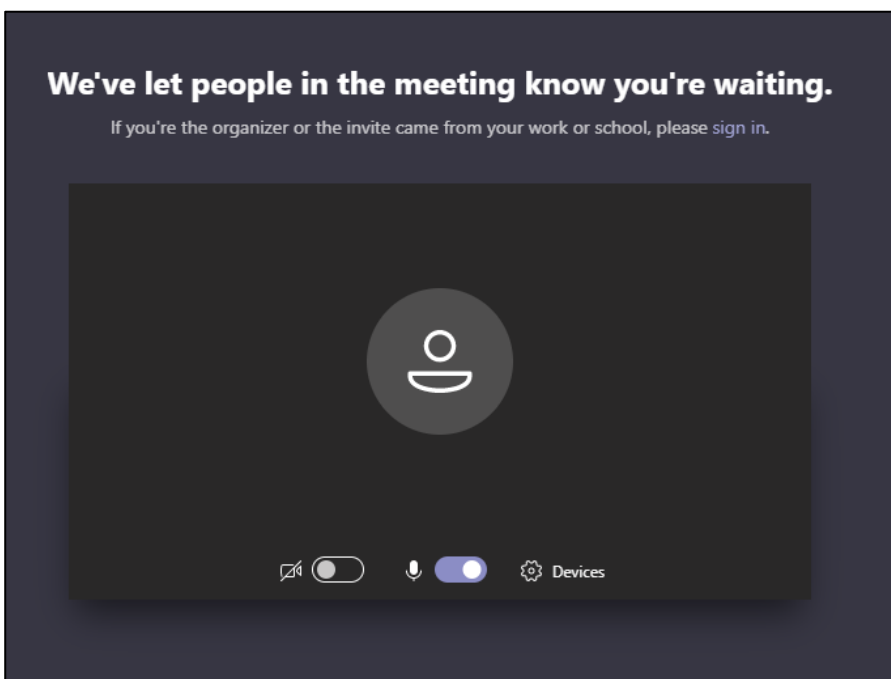 We've let people in the meeting know you're waiting.
If you're the organizer or the invite came from your work or school, please sign in.
Devices